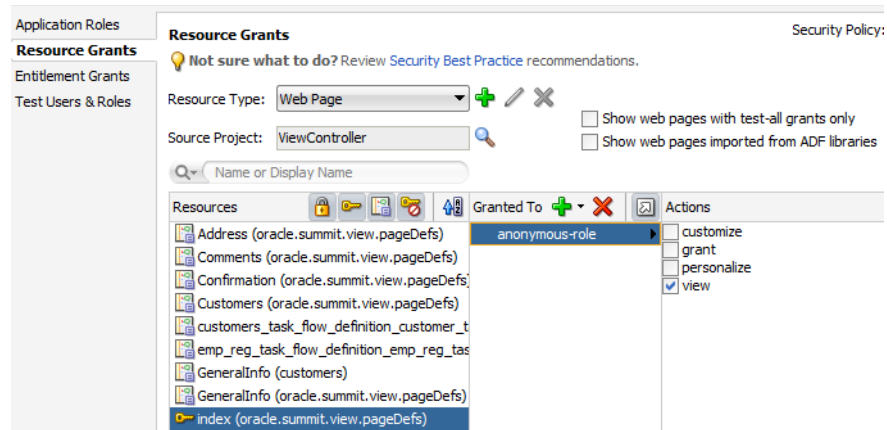 Application Roles
Resource Grants
Entitlement Grants
Test Users & Roles
Resource Grants
Security Policy:
Not sure what to do? Review Security Best Practice recommendations.
Resource Type: Web Page
Show web pages with test-all grants only
Source Project: ViewController
Show web pages imported from ADF libraries
Name or Display Name
Resources
Granted To
Actions
Address (oracle.summit.view.pageDefs)
Comments (oracle.summit.view.pageDefs)
Confirmation (oracle.summit.view.pageDefs)
Customers (oracle.summit.view.pageDefs)
customers_task_flow_definition_customer_t
emp_reg_task_flow_definition_emp_reg_tas
GeneralInfo (customers)
GeneralInfo (oracle.summit.view.pageDefs)
index (oracle.summit.view.pageDefs)
anonymous-role
customize
grant
personalize
view